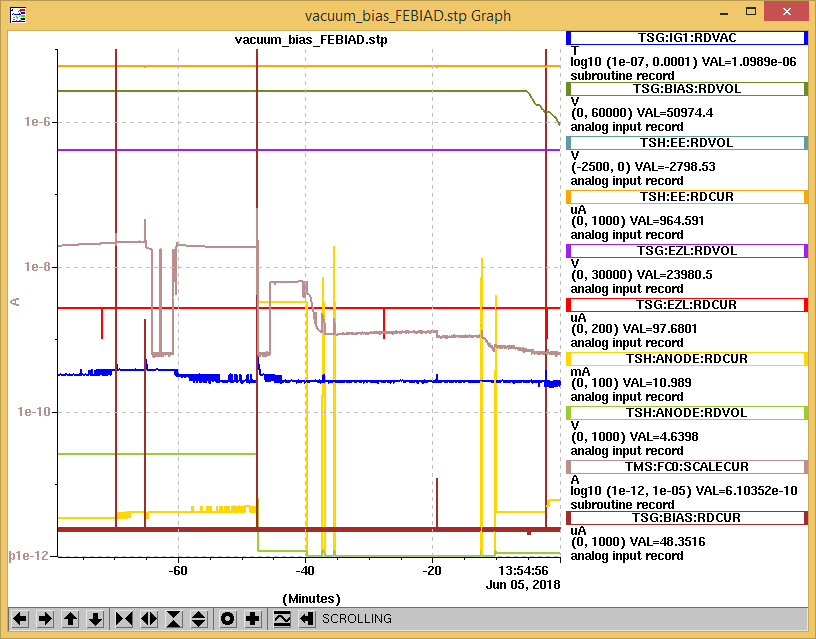 vacuum_bias_FEBIAD.stp Graph
vacuum_bias_FEBIAD.stp
1e-6
1e-8
A
1e-10
1e-12
-60
-40
-20
13:54:56
Jun 05, 2018
(Minutes)
TSG:IG1:RDVAC
T
log10 (1e-07, 0.0001) VAL=1.0989e-06
subroutine record
TSG:BIAS:RDVOL
V
(0, 60000) VAL=50974.4
analog input record
TSH:EE:RDVOL
V
(-2500, 0) VAL=-2798.53
analog input record
TSH:EE:RDCUR
uA
(0, 1000) VAL=964.591
analog input record
TSG:EZL:RDVOL
V
(0, 30000) VAL=23980.5
analog input record
TSG:EZL:RDCUR
uA
(0, 200) VAL=97.6801
analog input record
TSH:ANODE:RDCUR
mA
(0, 100) VAL=10.989
analog input record
TSH:ANODE:RDVOL
V
(0, 1000) VAL=4.6398
analog input record
TMS:FC0:SCALECUR
A
log10 (1e-12, 1e-05) VAL=6.10352e-10
subroutine record
TSG:BIAS:RDCUR
uA
(0, 1000) VAL=48.3516
analog input record
SCROLLING